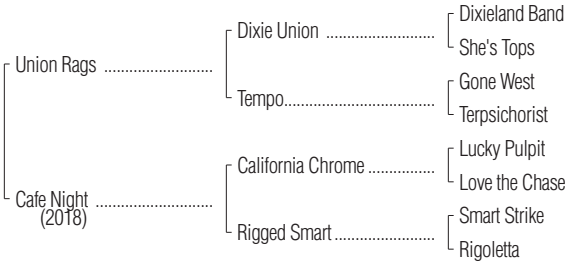 Dixieland Band
Dixie Union ..........................
She's Tops
Union Rags ..........................
Gone West
Tempo....................................
Terpsichorist
Lucky Pulpit
California Chrome ................
Love the Chase
Cafe Night ............................
(2018)
Smart Strike
Rigged Smart........................
Rigoletta